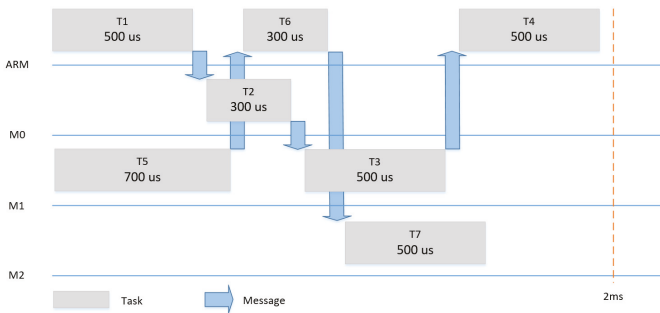 T1
500 us
T6
300 us
T4
500 us
ARM
T2
300 us
M0
T5
700 us
T3
500 us
M1
T7
500 us
M2
Task
Message
2ms